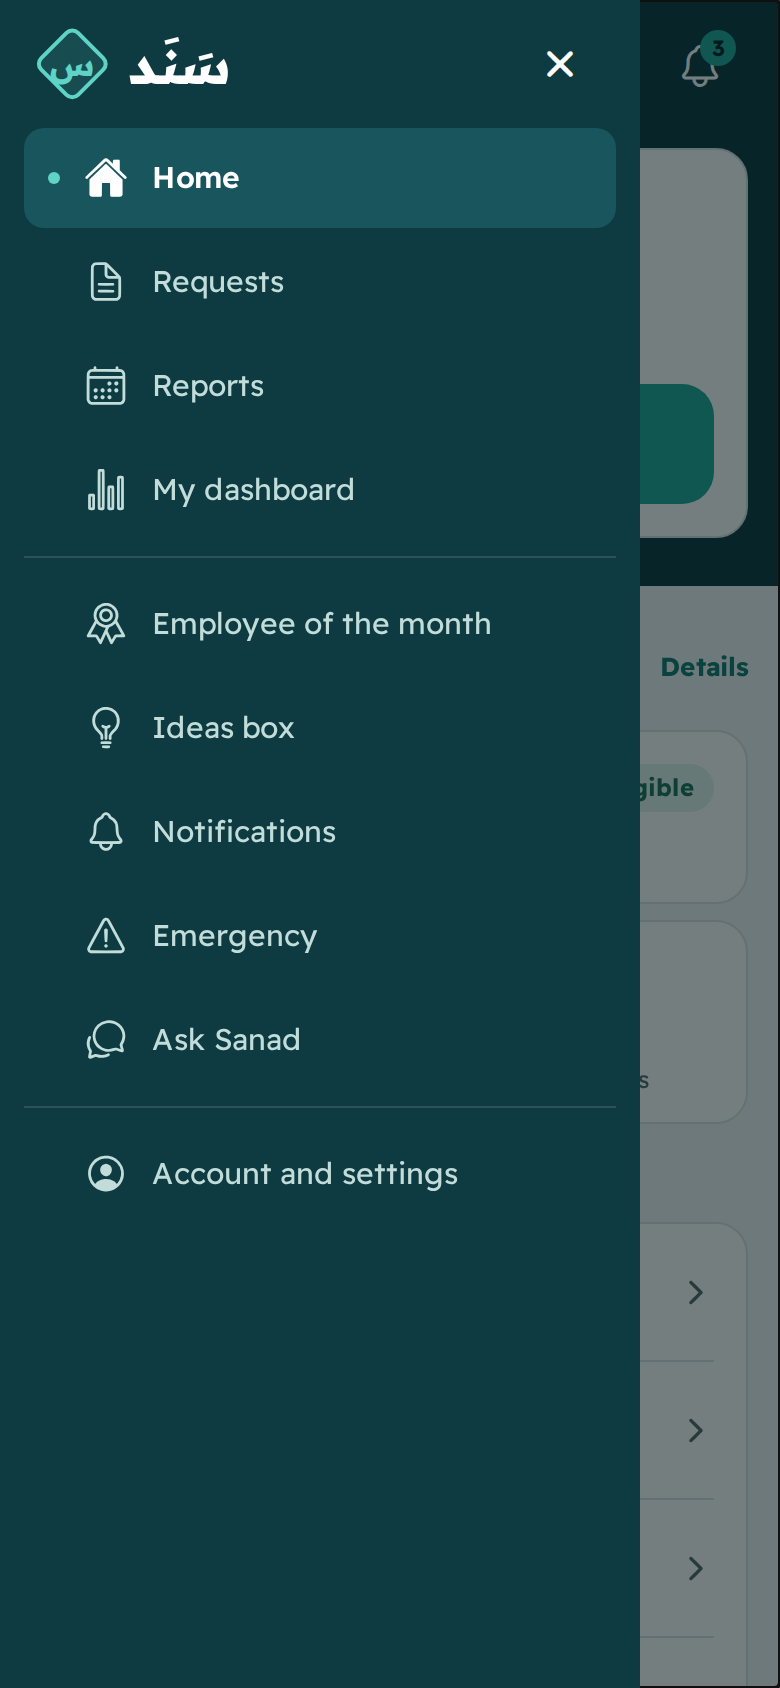 س سَنَد
3
Home
Requests
Reports
My dashboard
Employee of the month
Details
Ideas box
gible
Notifications
Emergency
Ask Sanad
s
Account and settings